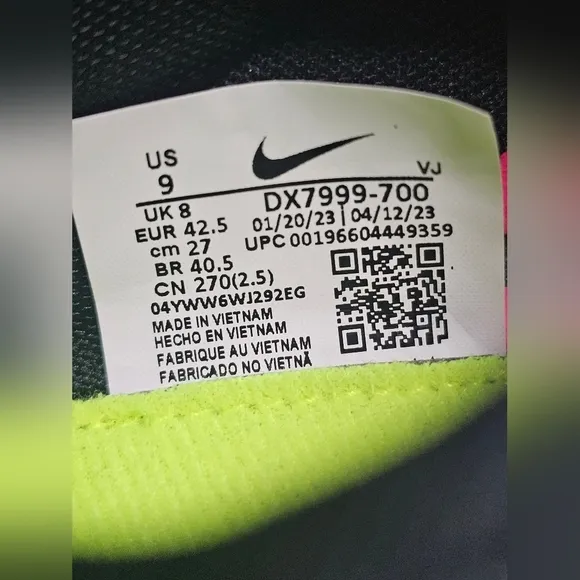 US
9
VJ
UK 8
DX7999-700
EUR 42.5
01/20/23 | 04/12/23
cm 27
UPC 00196604449359
BR 40.5
CN 270(2.5)
04YWW6WJ292EG
MADE IN VIETNAM
HECHO EN VIETNAM
FABRIQUE AU VIETNAM
FABRICADO NO VIETNÃ